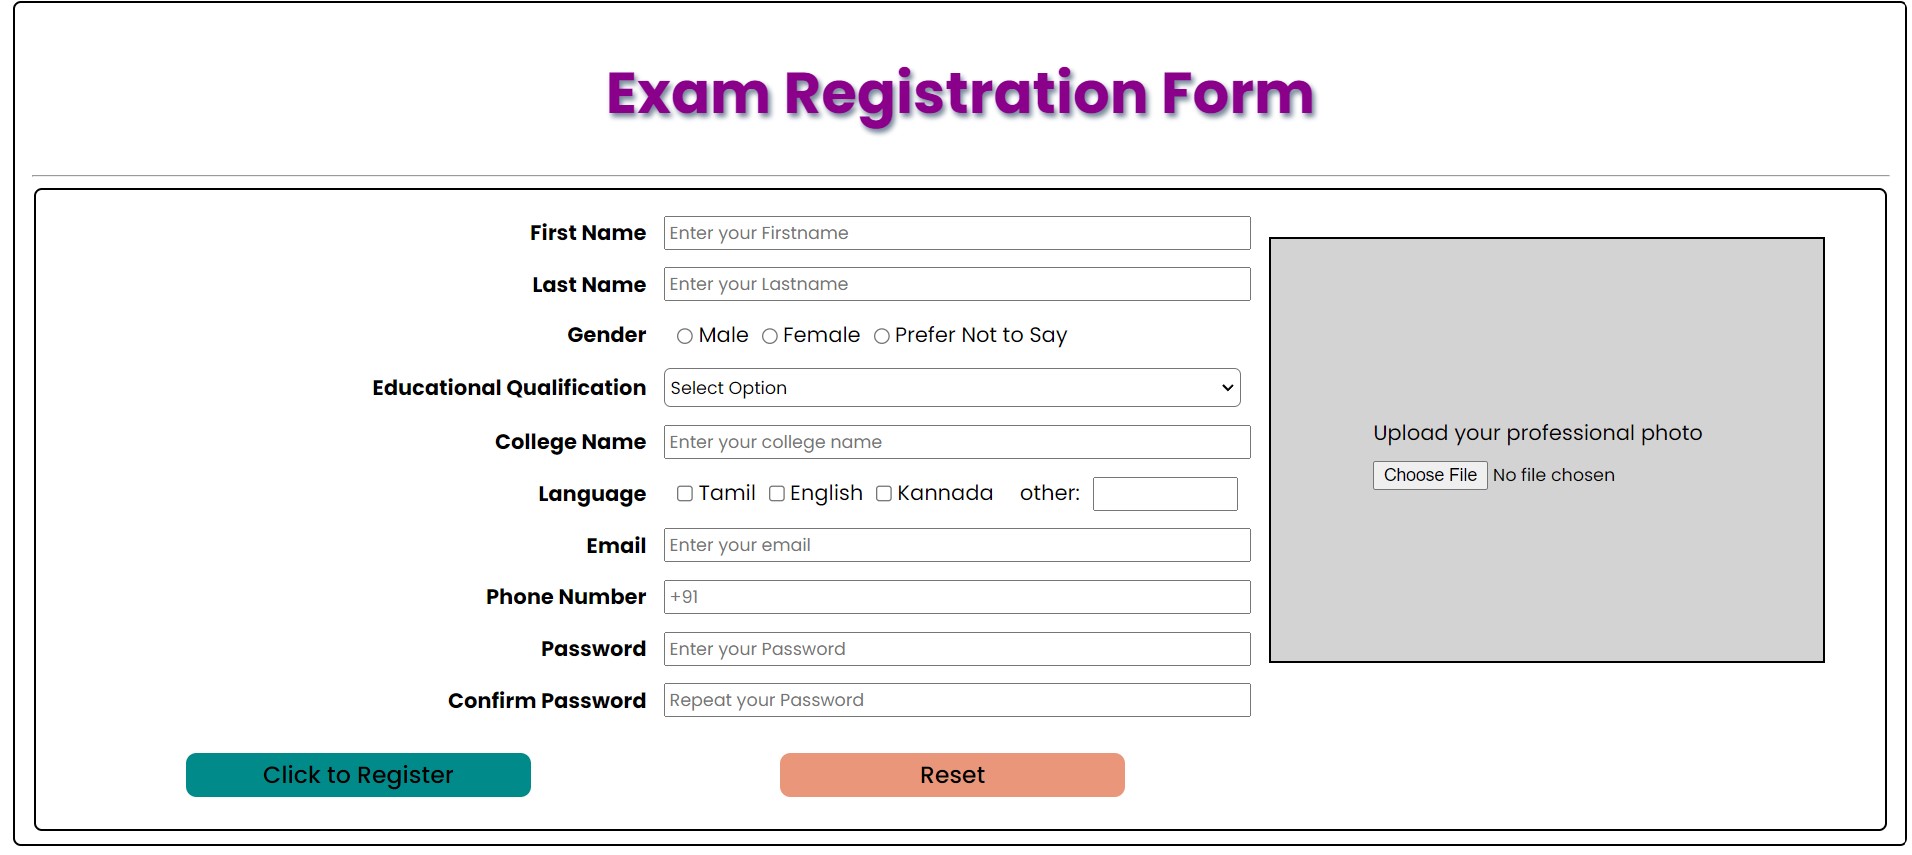 Exam Registration Form
First Name Enter your Firstname
Last Name Enter your Lastname
Gender Male Female Prefer Not to Say
Educational Qualification Select Option
College Name Enter your college name
Language Tamil English Kannada other:
Email Enter your email
Phone Number +91
Password Enter your Password
Confirm Password Repeat your Password
Upload your professional photo
Choose File No file chosen
Click to Register Reset